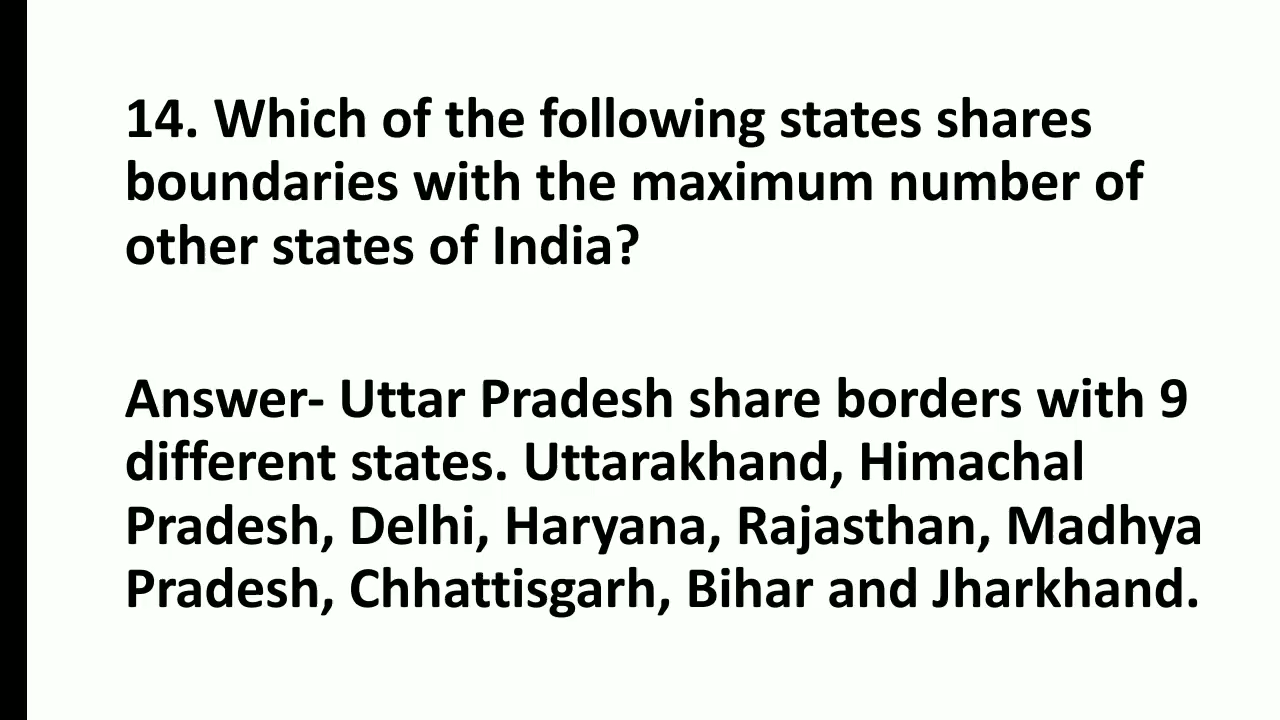 14. Which of the following states shares
boundaries with the maximum number of
other states of India?
Answer- Uttar Pradesh share borders with 9
different states. Uttarakhand, Himachal
Pradesh, Delhi, Haryana, Rajasthan, Madhya
Pradesh, Chhattisgarh, Bihar and Jharkhand.